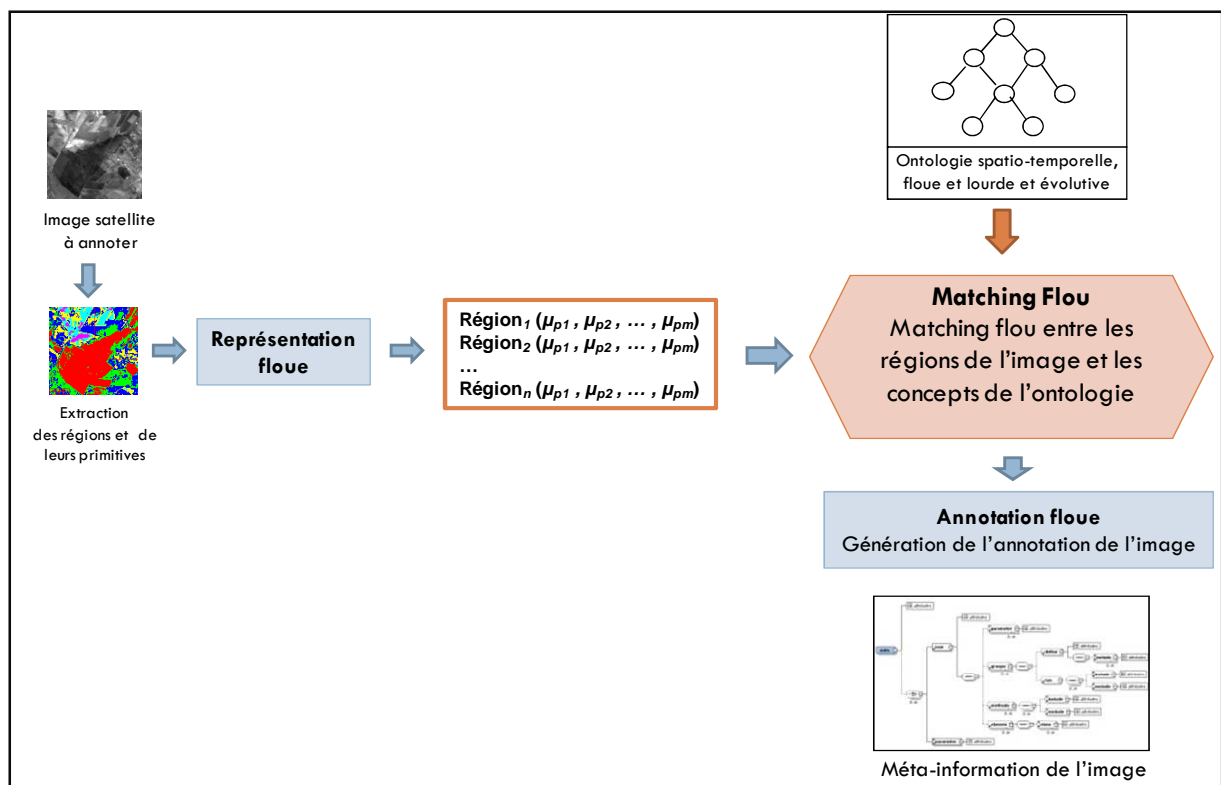 Image satellite
à annoter
Extraction
des régions et de
leurs primitives
Représentation
floue
Région1 (μp1 , μp2 , … , μpm)
Région2 (μp1 , μp2 , … , μpm)
…
Régionn (μp1 , μp2 , … , μpm)
Ontologie spatio-temporelle,
floue et lourde et évolutive
Matching Flou
Matching flou entre les
régions de l’image et les
concepts de l’ontologie
Annotation floue
Génération de l’annotation de l’image
Méta-information de l’image